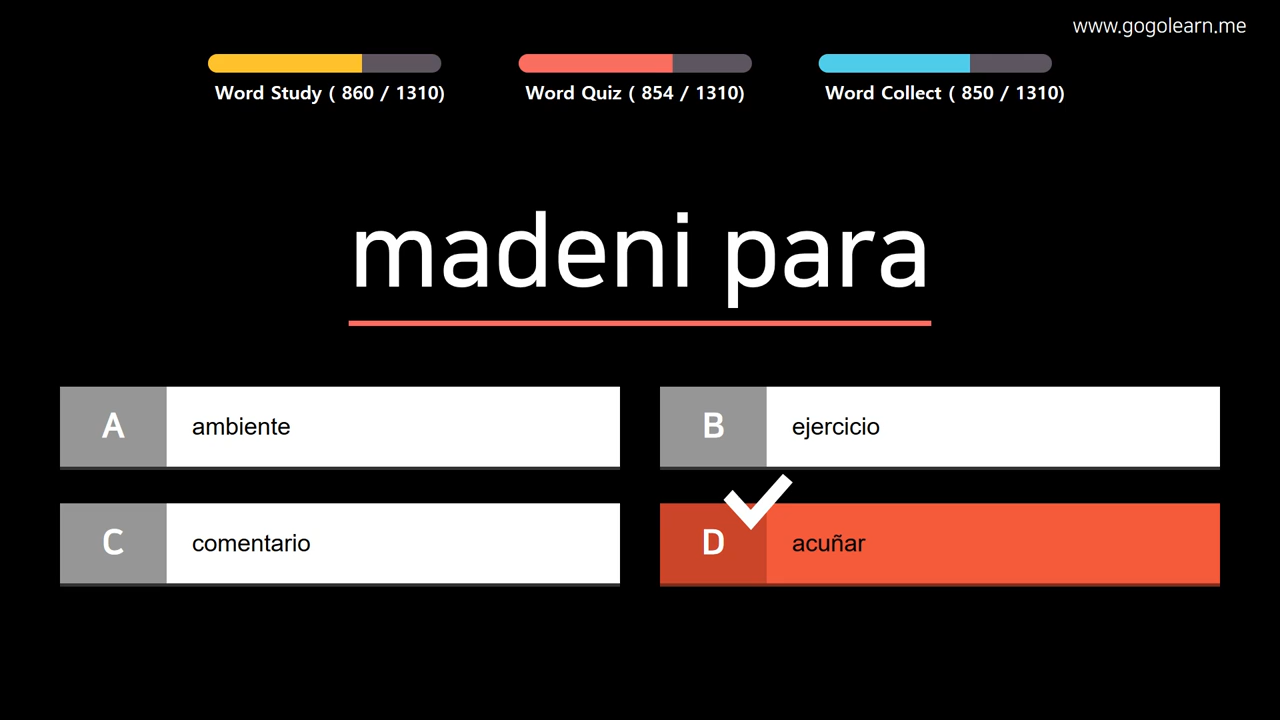 www.gogolearn.me
Word Study ( 860 / 1310)
Word Quiz ( 854 / 1310)
Word Collect ( 850 / 1310)
madeni para
A ambiente
B ejercicio
C comentario
D acuñar